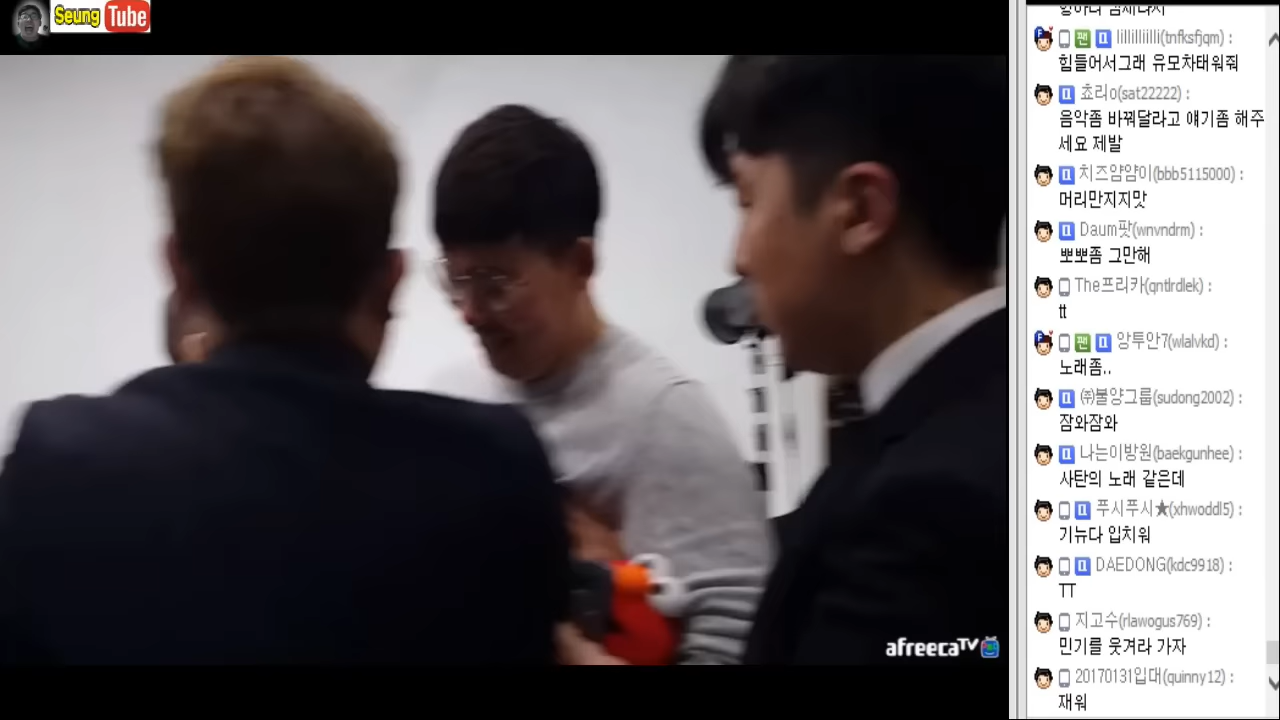 Seung Tube
afreecaTV
lillilliilliili(tnfksfjqm) :
힘들어서그래 유모차태워줘
쵸리o(sat22222) :
음악좀 바꿔달라고 얘기좀 해주
세요 제발
치즈얌얌이(bbb5115000) :
머리만지지맛
Daum팟(wnvndrm) :
뽀뽀좀 그만해
The프리카(qntlrdlek) :
tt
팬 앙투안7(wlalvkd) :
노래좀..
㈜불양그룹(sudong2002) :
잠와잠와
나는이방원(baekgunhee) :
사탄의 노래 같은데
푸시푸시★(xhwoddl5) :
기뉴다 입치워
DAEDONG(kdc9918) :
TT
지고수(rlawogus769) :
민기를 웃겨라 가자
20170131입대(quinny12) :
재워